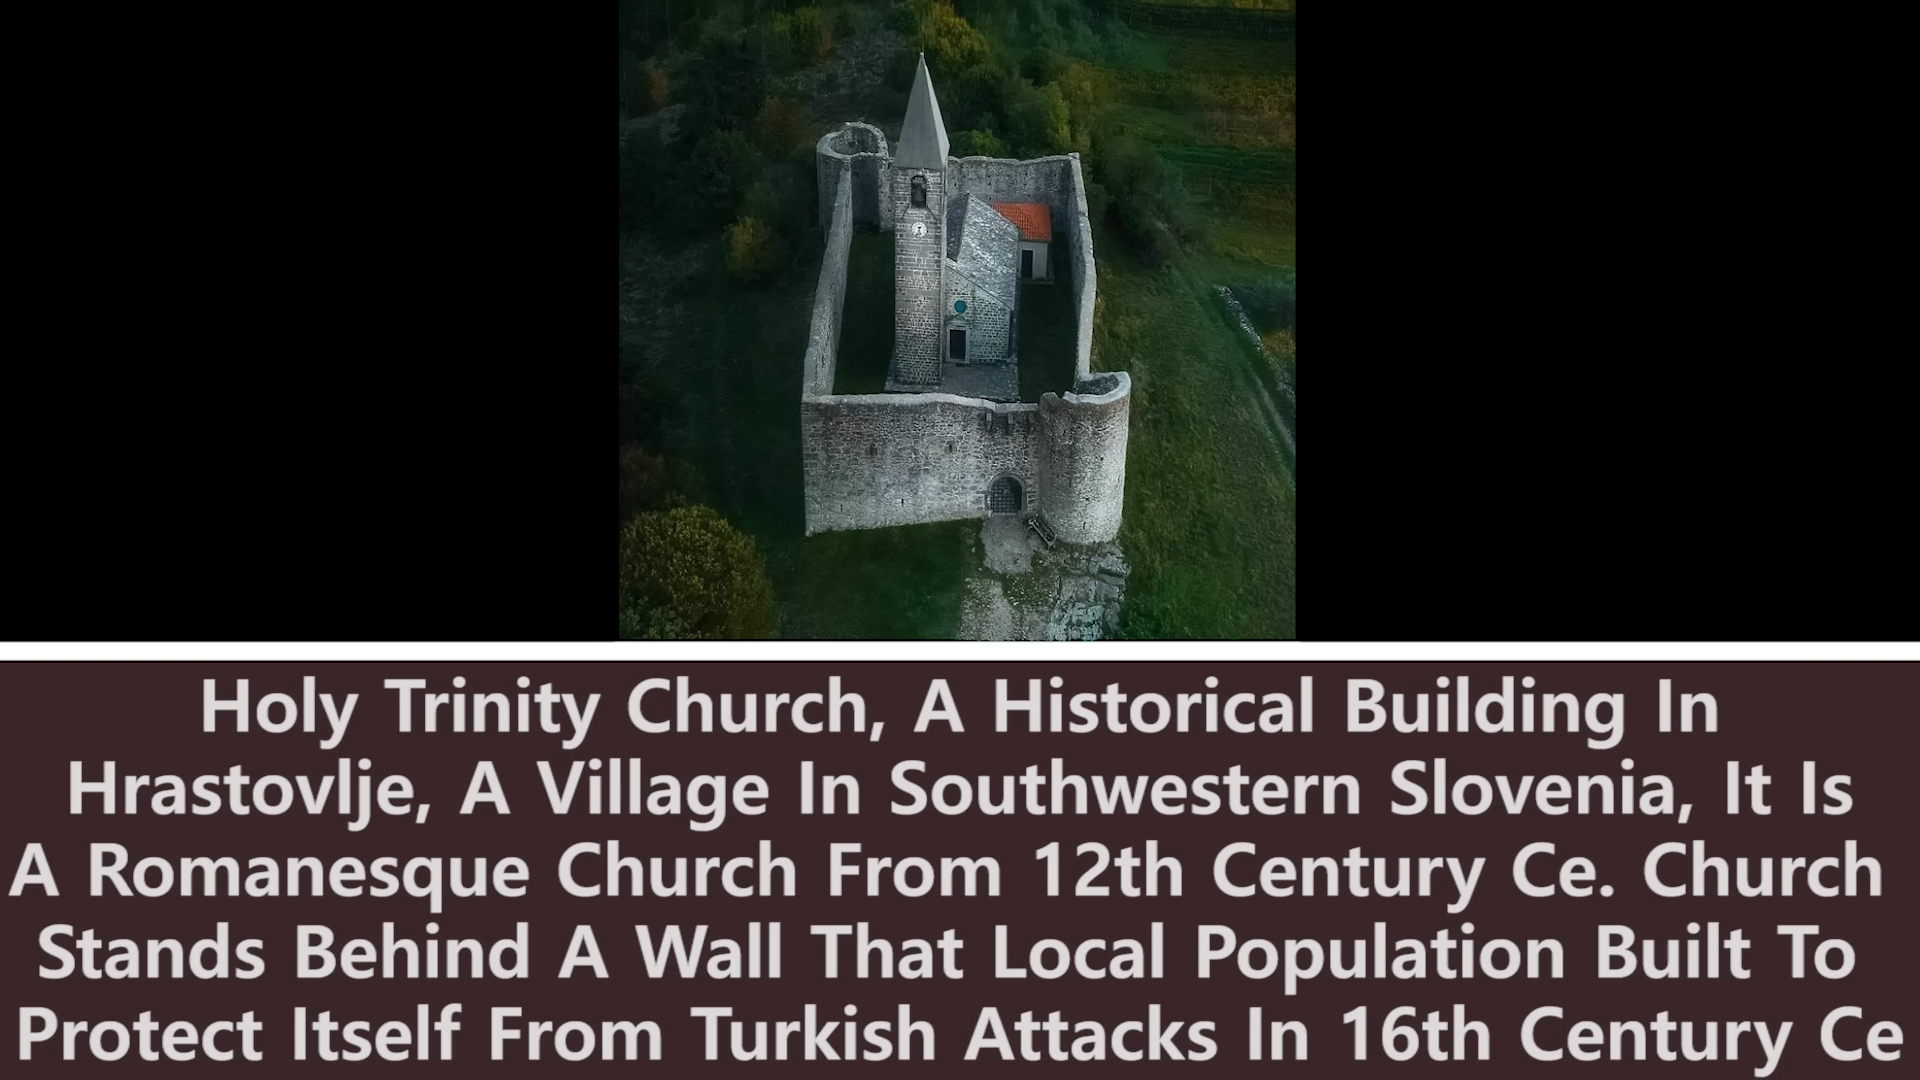 Holy Trinity Church, A Historical Building In
Hrastovlje, A Village In Southwestern Slovenia, It Is
A Romanesque Church From 12th Century Ce. Church
Stands Behind A Wall That Local Population Built To
Protect Itself From Turkish Attacks In 16th Century Ce